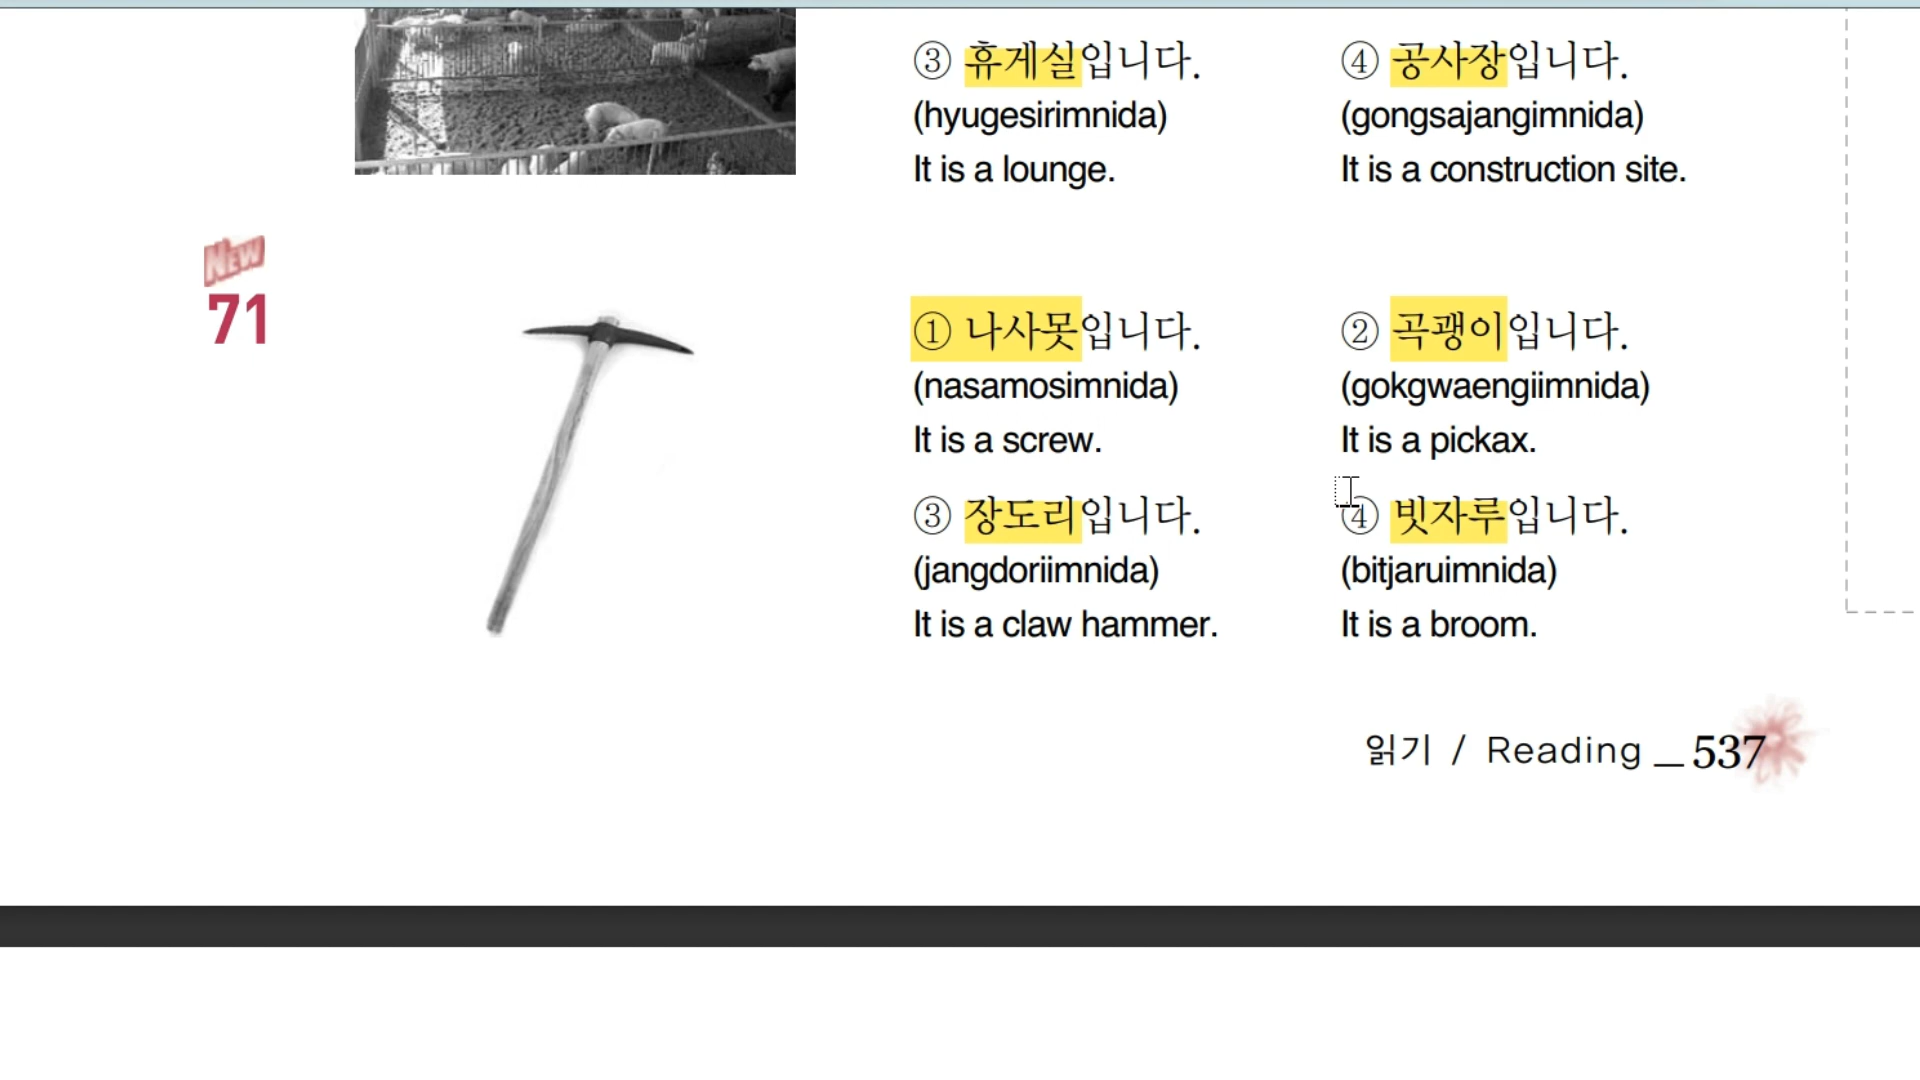 ③ 휴게실입니다. ④ 공사장입니다.
(hyugesirimnida) (gongsajangimnida)
It is a lounge. It is a construction site.
NEW
71
① 나사못입니다. ② 곡괭이입니다.
(nasamosimnida) (gokgwaengiimnida)
It is a screw. It is a pickax.
③ 장도리입니다. ④ 빗자루입니다.
(jangdoriimnida) (bitjaruimnida)
It is a claw hammer. It is a broom.
읽기 / Reading _ 537